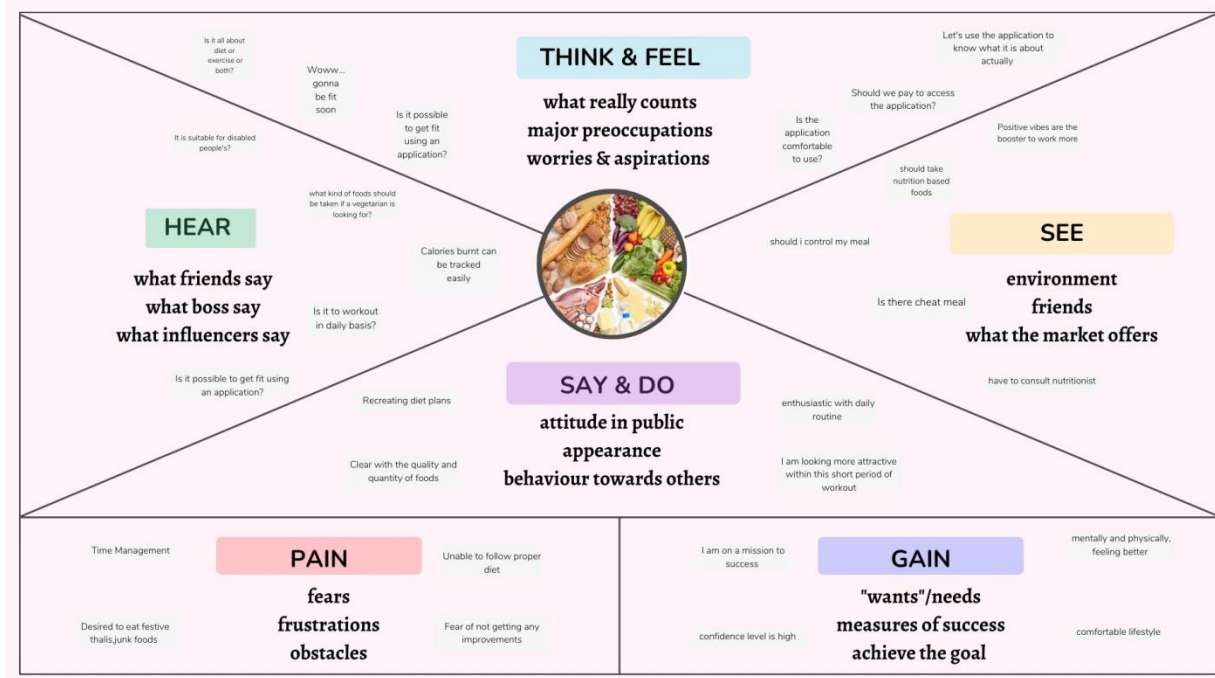 Is it all about
diet or
exercise or
both?
Woww...
gonna
be fit
soon
Is it possible
to get fit
using an
application?
THINK & FEEL
what really counts
major preoccupations
worries & aspirations
Let's use the application to
know what it is about
actually
Should we pay to access
the application?
Is the
application
comfortable
to use?
It is suitable for disabled
people's?
what kind of foods should
be taken if a vegetarian is
looking for?
HEAR
what friends say
what boss say
what influencers say
Calories burnt can
be tracked
easily
Is it to workout
in daily basis?
Is it possible to get fit using
an application?
Positive vibes are the
booster to work more
should take
nutrition based
foods
should i control my meal
SEE
environment
friends
what the market offers
Is there cheat meal
have to consult nutritionist
SAY & DO
attitude in public
appearance
behaviour towards others
Recreating diet plans
Clear with the quality and
quantity of foods
enthusiastic with daily
routine
I am looking more attractive
within this short period of
workout
Time Management
PAIN
fears
frustrations
obstacles
Unable to follow proper
diet
Desired to eat festive
thalis,junk foods
Fear of not getting any
improvements
I am on a mission to
success
GAIN
"wants"/needs
measures of success
achieve the goal
mentally and physically,
feeling better
confidence level is high
comfortable lifestyle